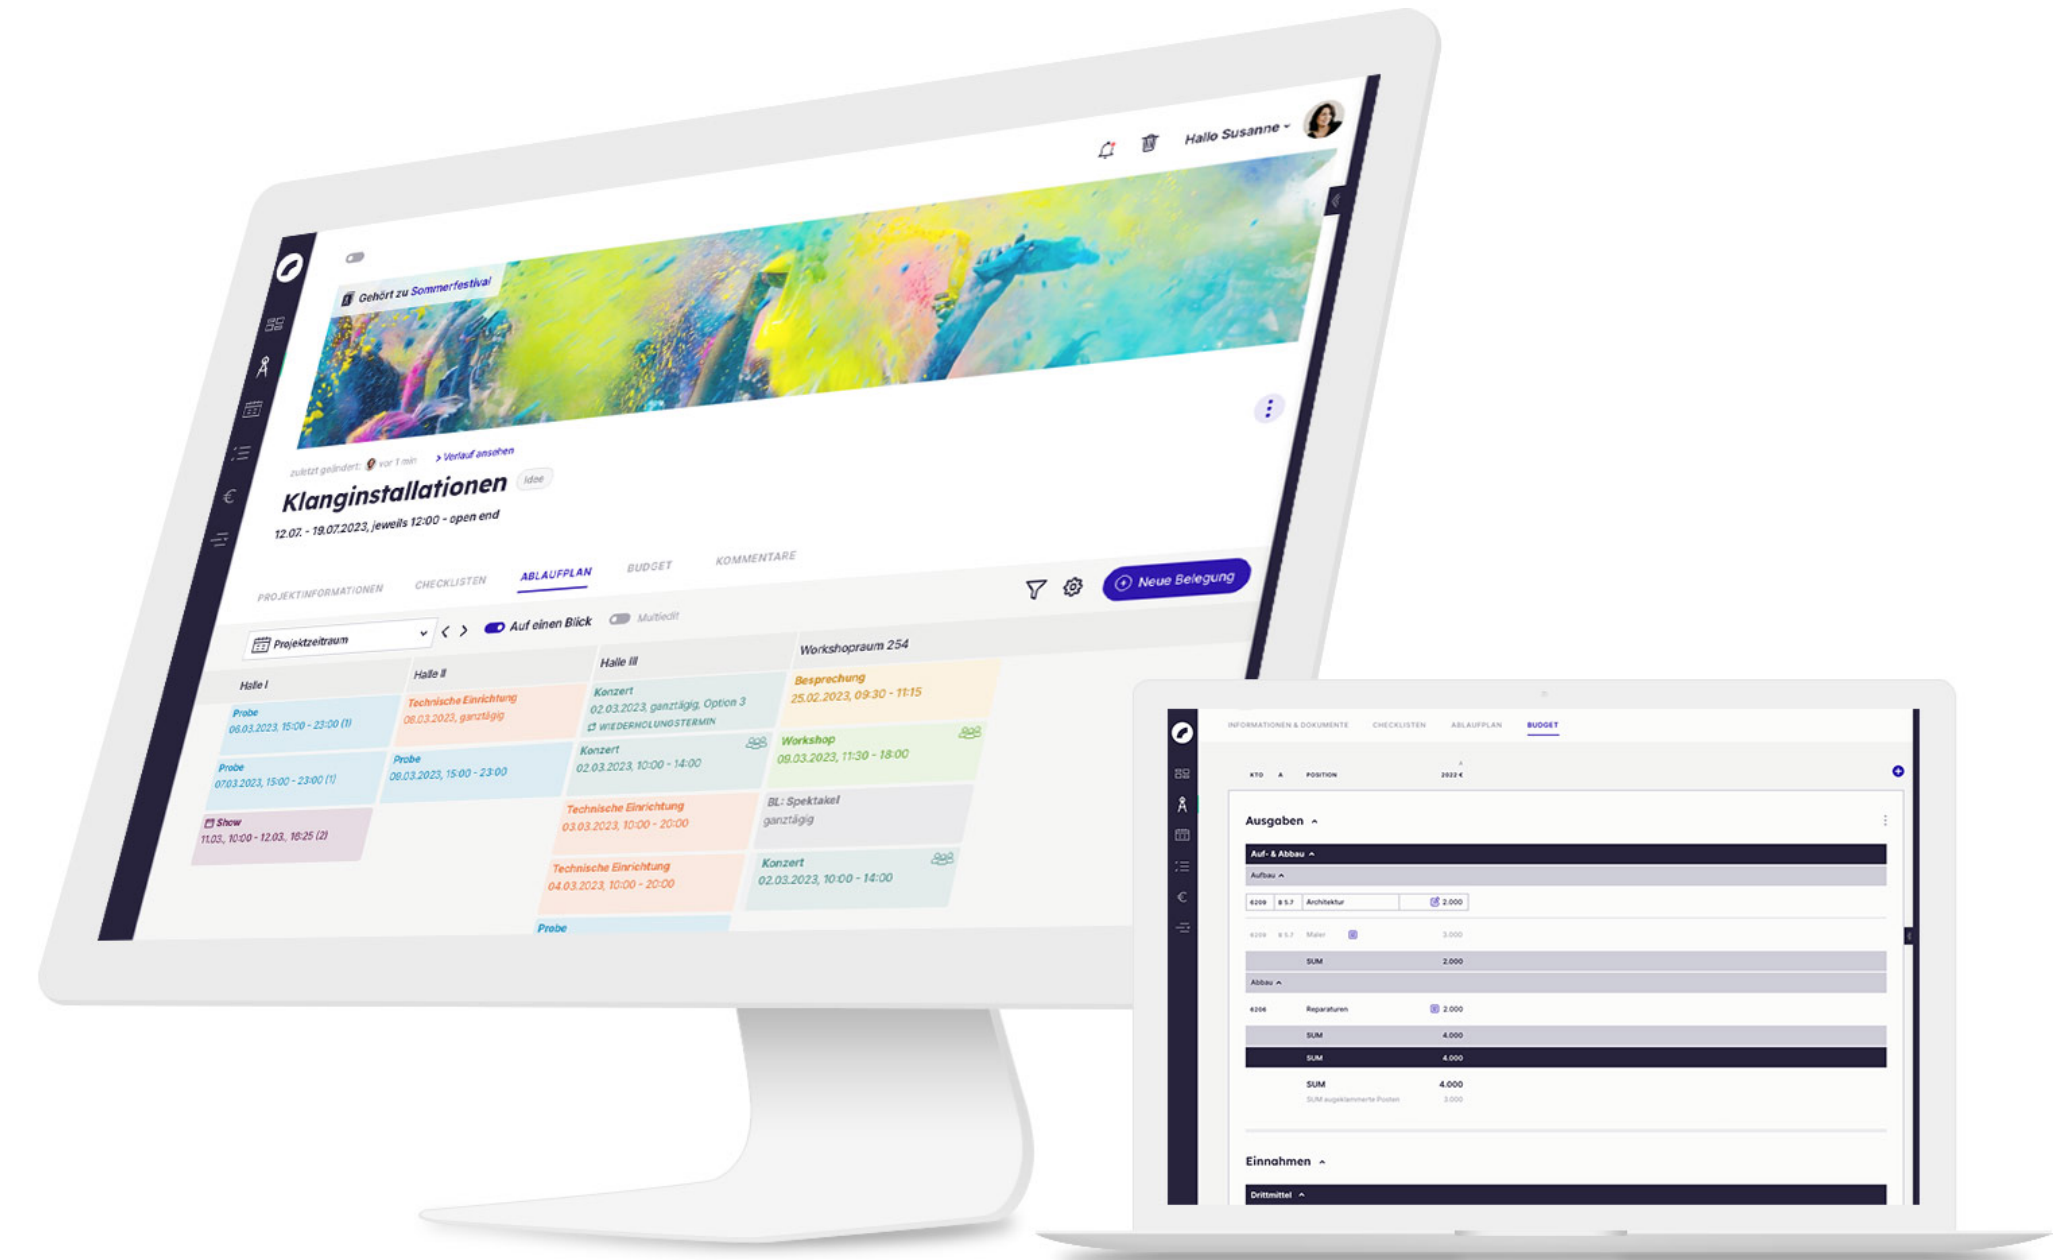 Hallo Susanne
Gehört zu Sommerfestival
zuletzt geändert: vor 1 min > Verlauf ansehen
Klanginstallationen Idee
12.07. - 19.07.2023, jeweils 12:00 - open end
PROJEKTINFORMATIONEN CHECKLISTEN ABLAUFPLAN BUDGET KOMMENTARE
Projektzeitraum Auf einen Blick Multiedit Neue Belegung
Halle I
Probe
06.03.2023, 15:00 - 23:00 (1)
Probe
07.03.2023, 15:00 - 23:00 (1)
Show
11.03., 10:00 - 12.03., 16:25 (2)
Halle II
Technische Einrichtung
08.03.2023, ganztägig
Probe
09.03.2023, 15:00 - 23:00
Halle III
Konzert
02.03.2023, ganztägig, Option 3
WIEDERHOLUNGSTERMIN
Konzert
02.03.2023, 10:00 - 14:00
Technische Einrichtung
03.03.2023, 10:00 - 20:00
Technische Einrichtung
04.03.2023, 10:00 - 20:00
Probe
Workshopraum 254
Besprechung
25.02.2023, 09:30 - 11:15
Workshop
09.03.2023, 11:30 - 18:00
BL: Spektakel
ganztägig
Konzert
02.03.2023, 10:00 - 14:00
INFORMATIONEN & DOKUMENTE CHECKLISTEN ABLAUFPLAN BUDGET
A
KTO A POSITION 2022 €
Ausgaben
Auf- & Abbau
Aufbau
6209 B 5.7 Architektur 2.000
6209 B 5.7 Maler 3.000
SUM 2.000
Abbau
6206 Reparaturen 2.000
SUM 4.000
SUM 4.000
SUM 4.000
SUM augeklammerte Posten 3.000
Einnahmen
Drittmittel